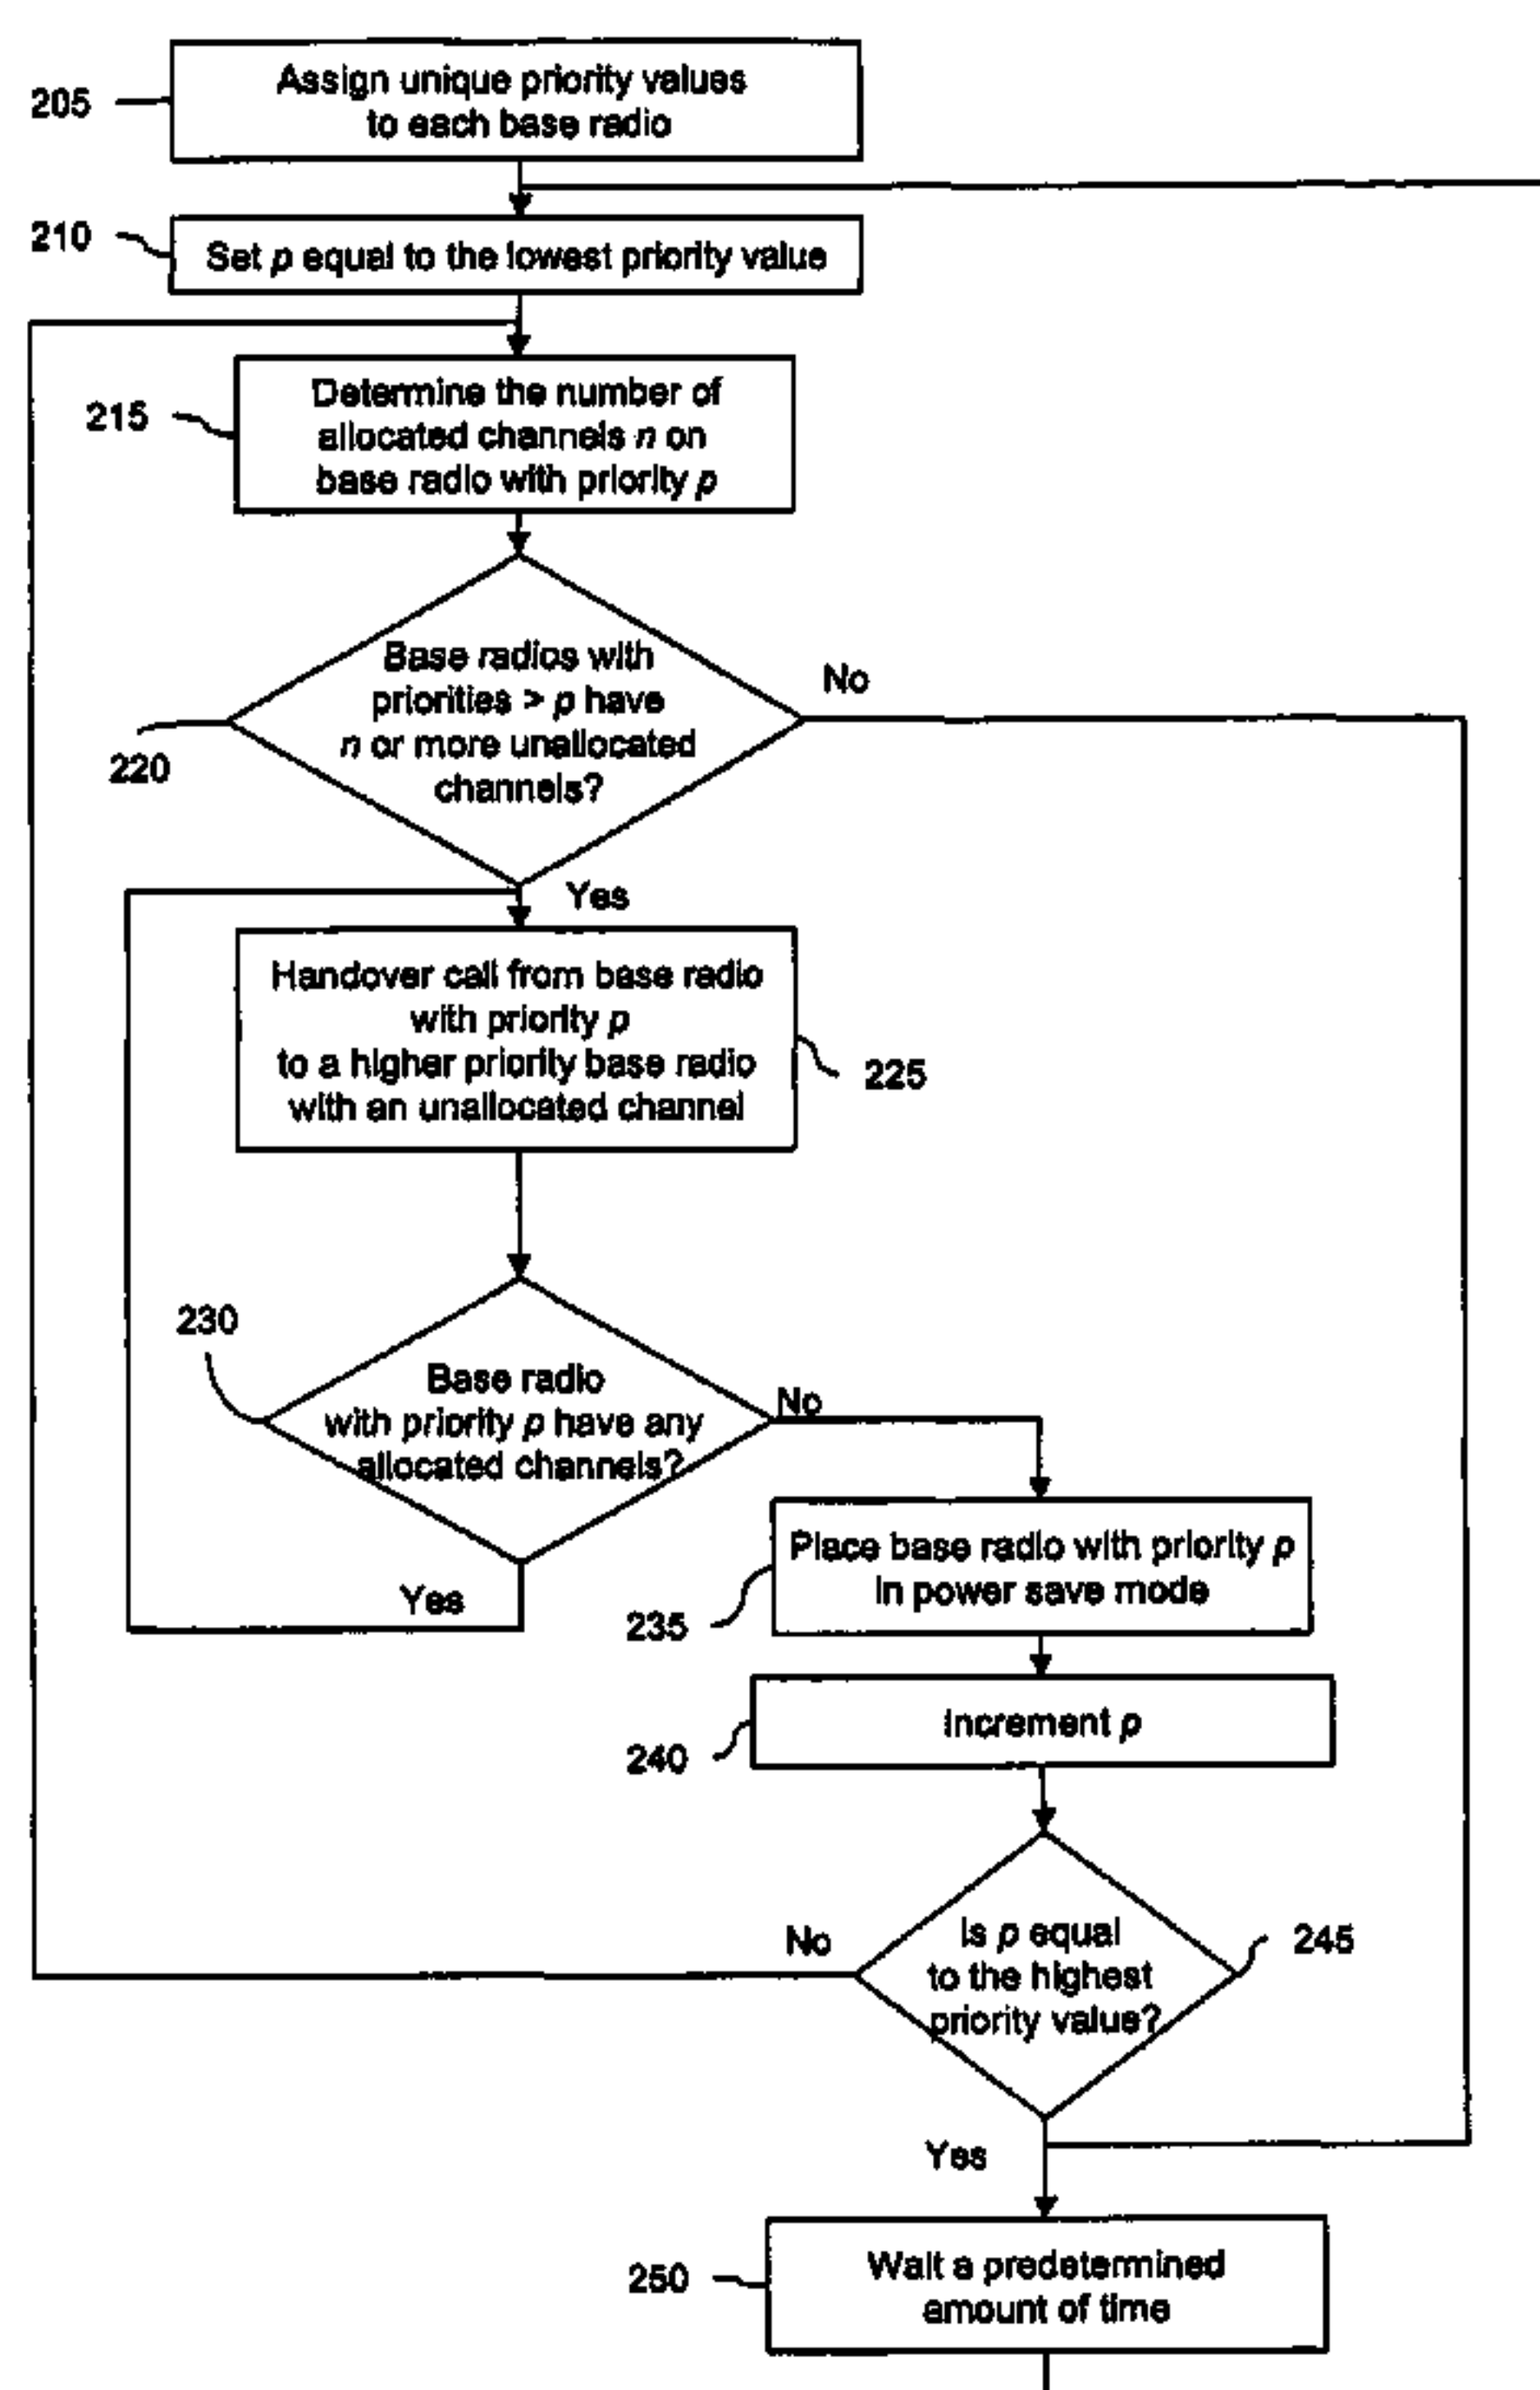 205
Assign unique priority values
to each base radio
210
Set p equal to the lowest priority value
215
Determine the number of
allocated channels n on
base radio with priority p
Base radios with
priorities > p have
n or more unallocated
channels?
No
220
Yes
Handover call from base radio
with priority p
to a higher priority base radio
with an unallocated channel
225
230
Base radio
with priority p have any
allocated channels?
No
Yes
Place base radio with priority p
in power save mode
235
Increment p
240
Is p equal
to the highest
priority value?
No
245
Yes
250
Wait a predetermined
amount of time